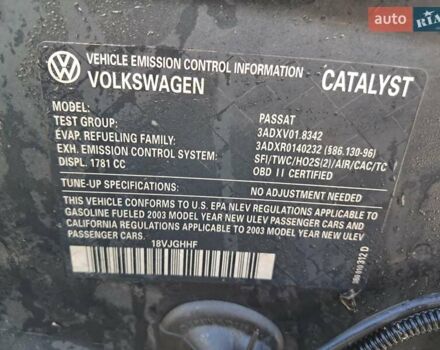 AUTO RIA
VEHICLE EMISSION CONTROL INFORMATION
VOLKSWAGEN
CATALYST
MODEL: PASSAT
TEST GROUP: 3ADXV01.8342
EVAP. REFUELING FAMILY: 3ADXR0140232 (586.130-96)
EXH. EMISSION CONTROL SYSTEM: SFI/TWC/HO2S(2)/AIR/CAC/TC
DISPL. 1781 CC OBD II CERTIFIED
TUNE-UP SPECIFICATIONS: NO ADJUSTMENT NEEDED
THIS VEHICLE CONFORMS TO U.S. EPA NLEV REGULATIONS APPLICABLE TO
GASOLINE FUELED 2003 MODEL YEAR NEW ULEV PASSENGER CARS AND
CALIFORNIA REGULATIONS APPLICABLE TO 2003 MODEL YEAR NEW ULEV
PASSENGER CARS.
18VJGHHF
010 312 D